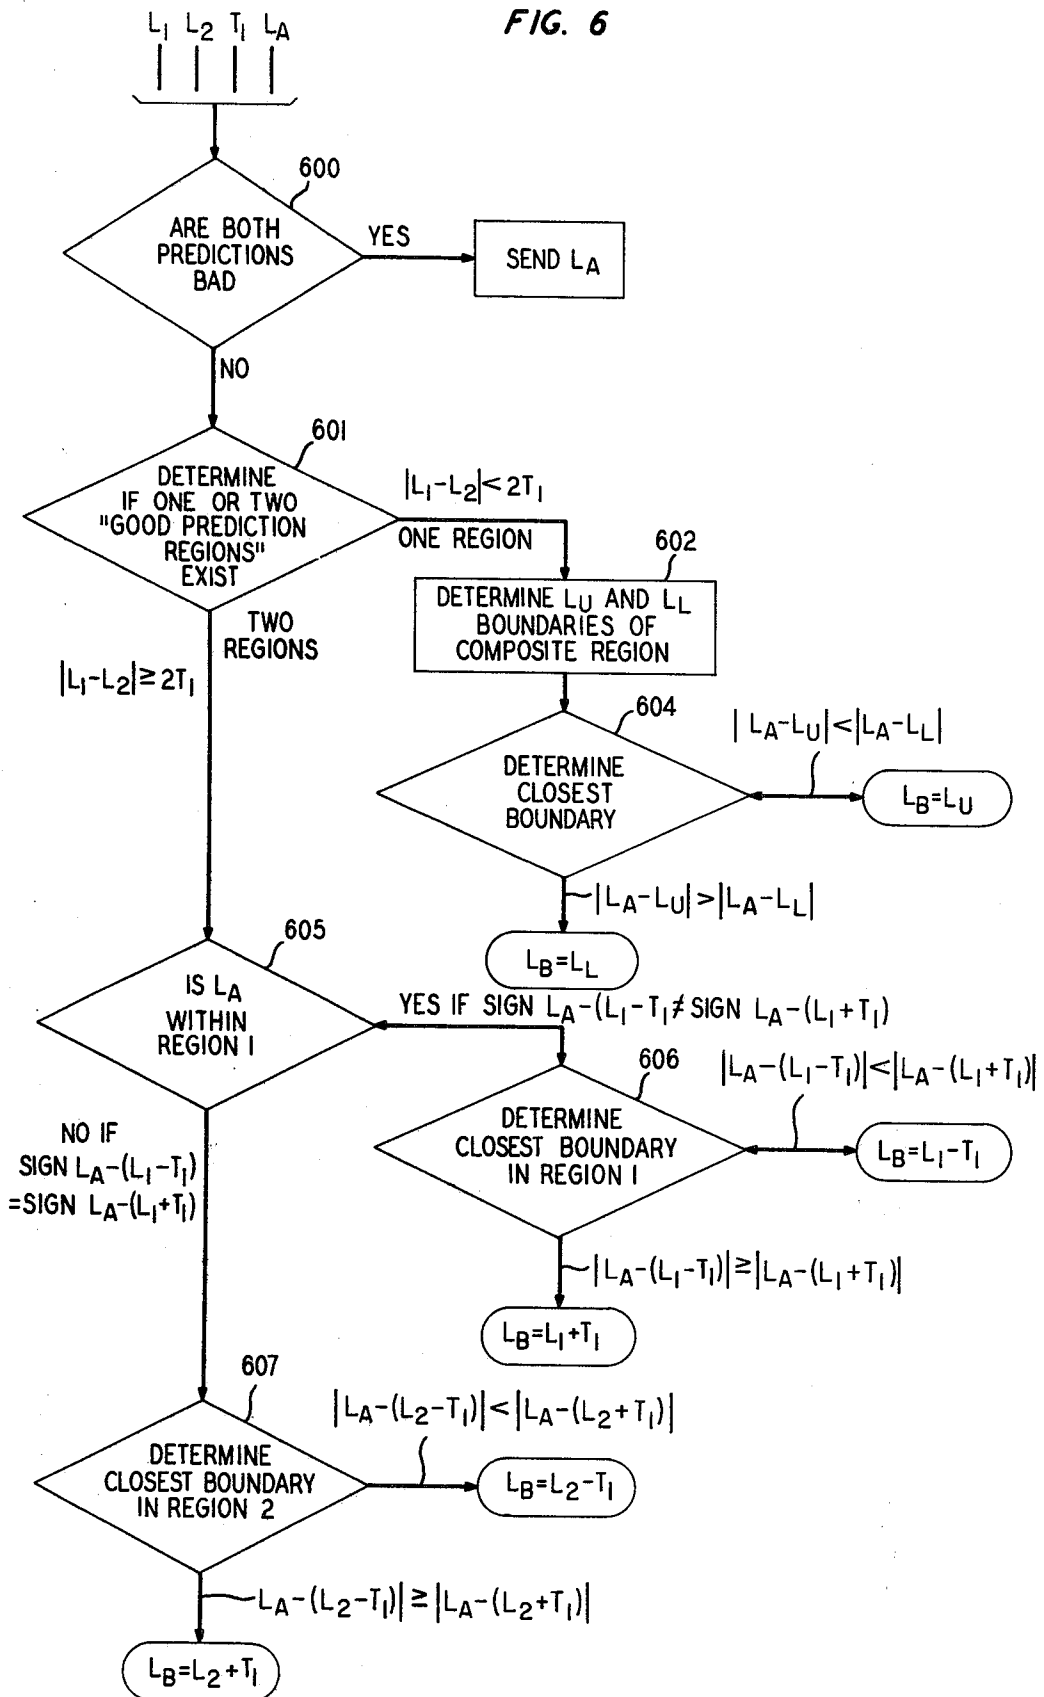 FIG. 6
L1 L2 T1 LA
600
ARE BOTH
PREDICTIONS
BAD
YES
SEND LA
NO
601
DETERMINE
IF ONE OR TWO
"GOOD PREDICTION
REGIONS"
EXIST
|L1-L2|<2T1
ONE REGION
602
DETERMINE LU AND LL
BOUNDARIES OF
COMPOSITE REGION
TWO
REGIONS
|L1-L2|≥2T1
604
DETERMINE
CLOSEST
BOUNDARY
|LA-LU|<|LA-LL|
LB=LU
|LA-LU|>|LA-LL|
LB=LL
605
IS LA
WITHIN
REGION 1
YES IF SIGN LA-(L1-T1≠SIGN LA-(L1+T1)
606
DETERMINE
CLOSEST BOUNDARY
IN REGION 1
|LA-(L1-T1)|<|LA-(L1+T1)|
LB=L1-T1
|LA-(L1-T1)|≥|LA-(L1+T1)|
LB=L1+T1
NO IF
SIGN LA-(L1-T1)
=SIGN LA-(L1+T1)
607
DETERMINE
CLOSEST BOUNDARY
IN REGION 2
|LA-(L2-T1)|<|LA-(L2+T1)|
LB=L2-T1
LA-(L2-T1)|≥|LA-(L2+T1)|
LB=L2+T1